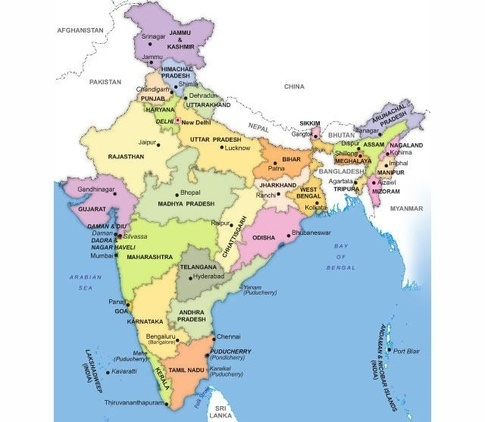 AFGHANISTAN
JAMMU
&
KASHMIR
Srinagar
Jammu
PAKISTAN
HIMACHAL
PRADESH
Shimla
CHINA
Chandigarh
PUNJAB
Dehradun
UTTARAKHAND
HARYANA
DELHI
New Delhi
NEPAL
SIKKIM
Gangtok
BHUTAN
ARUNACHAL
PRADESH
Itanagar
RAJASTHAN
Jaipur
UTTAR PRADESH
Lucknow
BIHAR
Patna
Dispur
ASSAM
NAGALAND
Kohima
Shillong
MEGHALAYA
Imphal
MANIPUR
BANGLADESH
Agartala
TRIPURA
Aizawl
MIZORAM
MYANMAR
Gandhinagar
GUJARAT
Bhopal
MADHYA PRADESH
JHARKHAND
Ranchi
WEST
BENGAL
Kolkata
DAMAN & DIU
Daman
Silvassa
DADRA &
NAGAR HAVELI
Mumbai
MAHARASHTRA
Raipur
CHHATTISGARH
ODISHA
Bhubaneswar
ARABIAN
SEA
BAY
OF
BENGAL
TELANGANA
Hyderabad
Yanam
(Puducherry)
Panaji
GOA
KARNATAKA
ANDHRA
PRADESH
Bengaluru
(Bangalore)
Chennai
Mahe
(Puducherry)
PUDUCHERRY
(Pondicherry)
Karaikal
(Puducherry)
TAMIL NADU
KERALA
LAKSHADWEEP
(INDIA)
Kavaratti
Thiruvananthapuram
SRI
LANKA
ANDAMAN & NICOBAR ISLANDS
(INDIA)
Port Blair